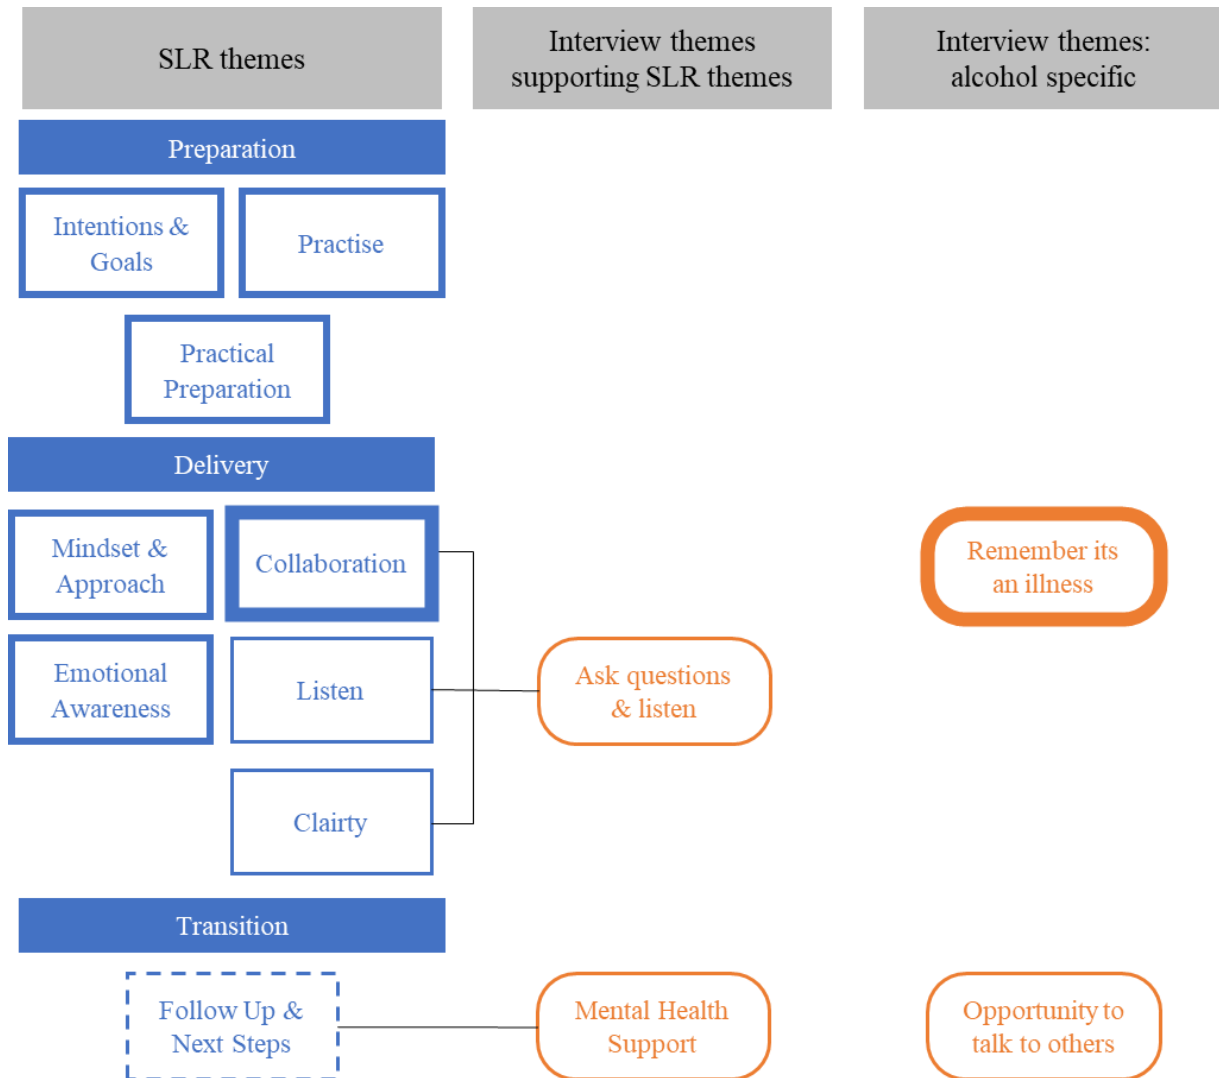 SLR themes
Interview themes
supporting SLR themes
Interview themes:
alcohol specific
Preparation
Intentions &
Goals
Practise
Practical
Preparation
Delivery
Mindset &
Approach
Collaboration
Remember its
an illness
Emotional
Awareness
Listen
Ask questions
& listen
Clairty
Transition
Follow Up &
Next Steps
Mental Health
Support
Opportunity to
talk to others